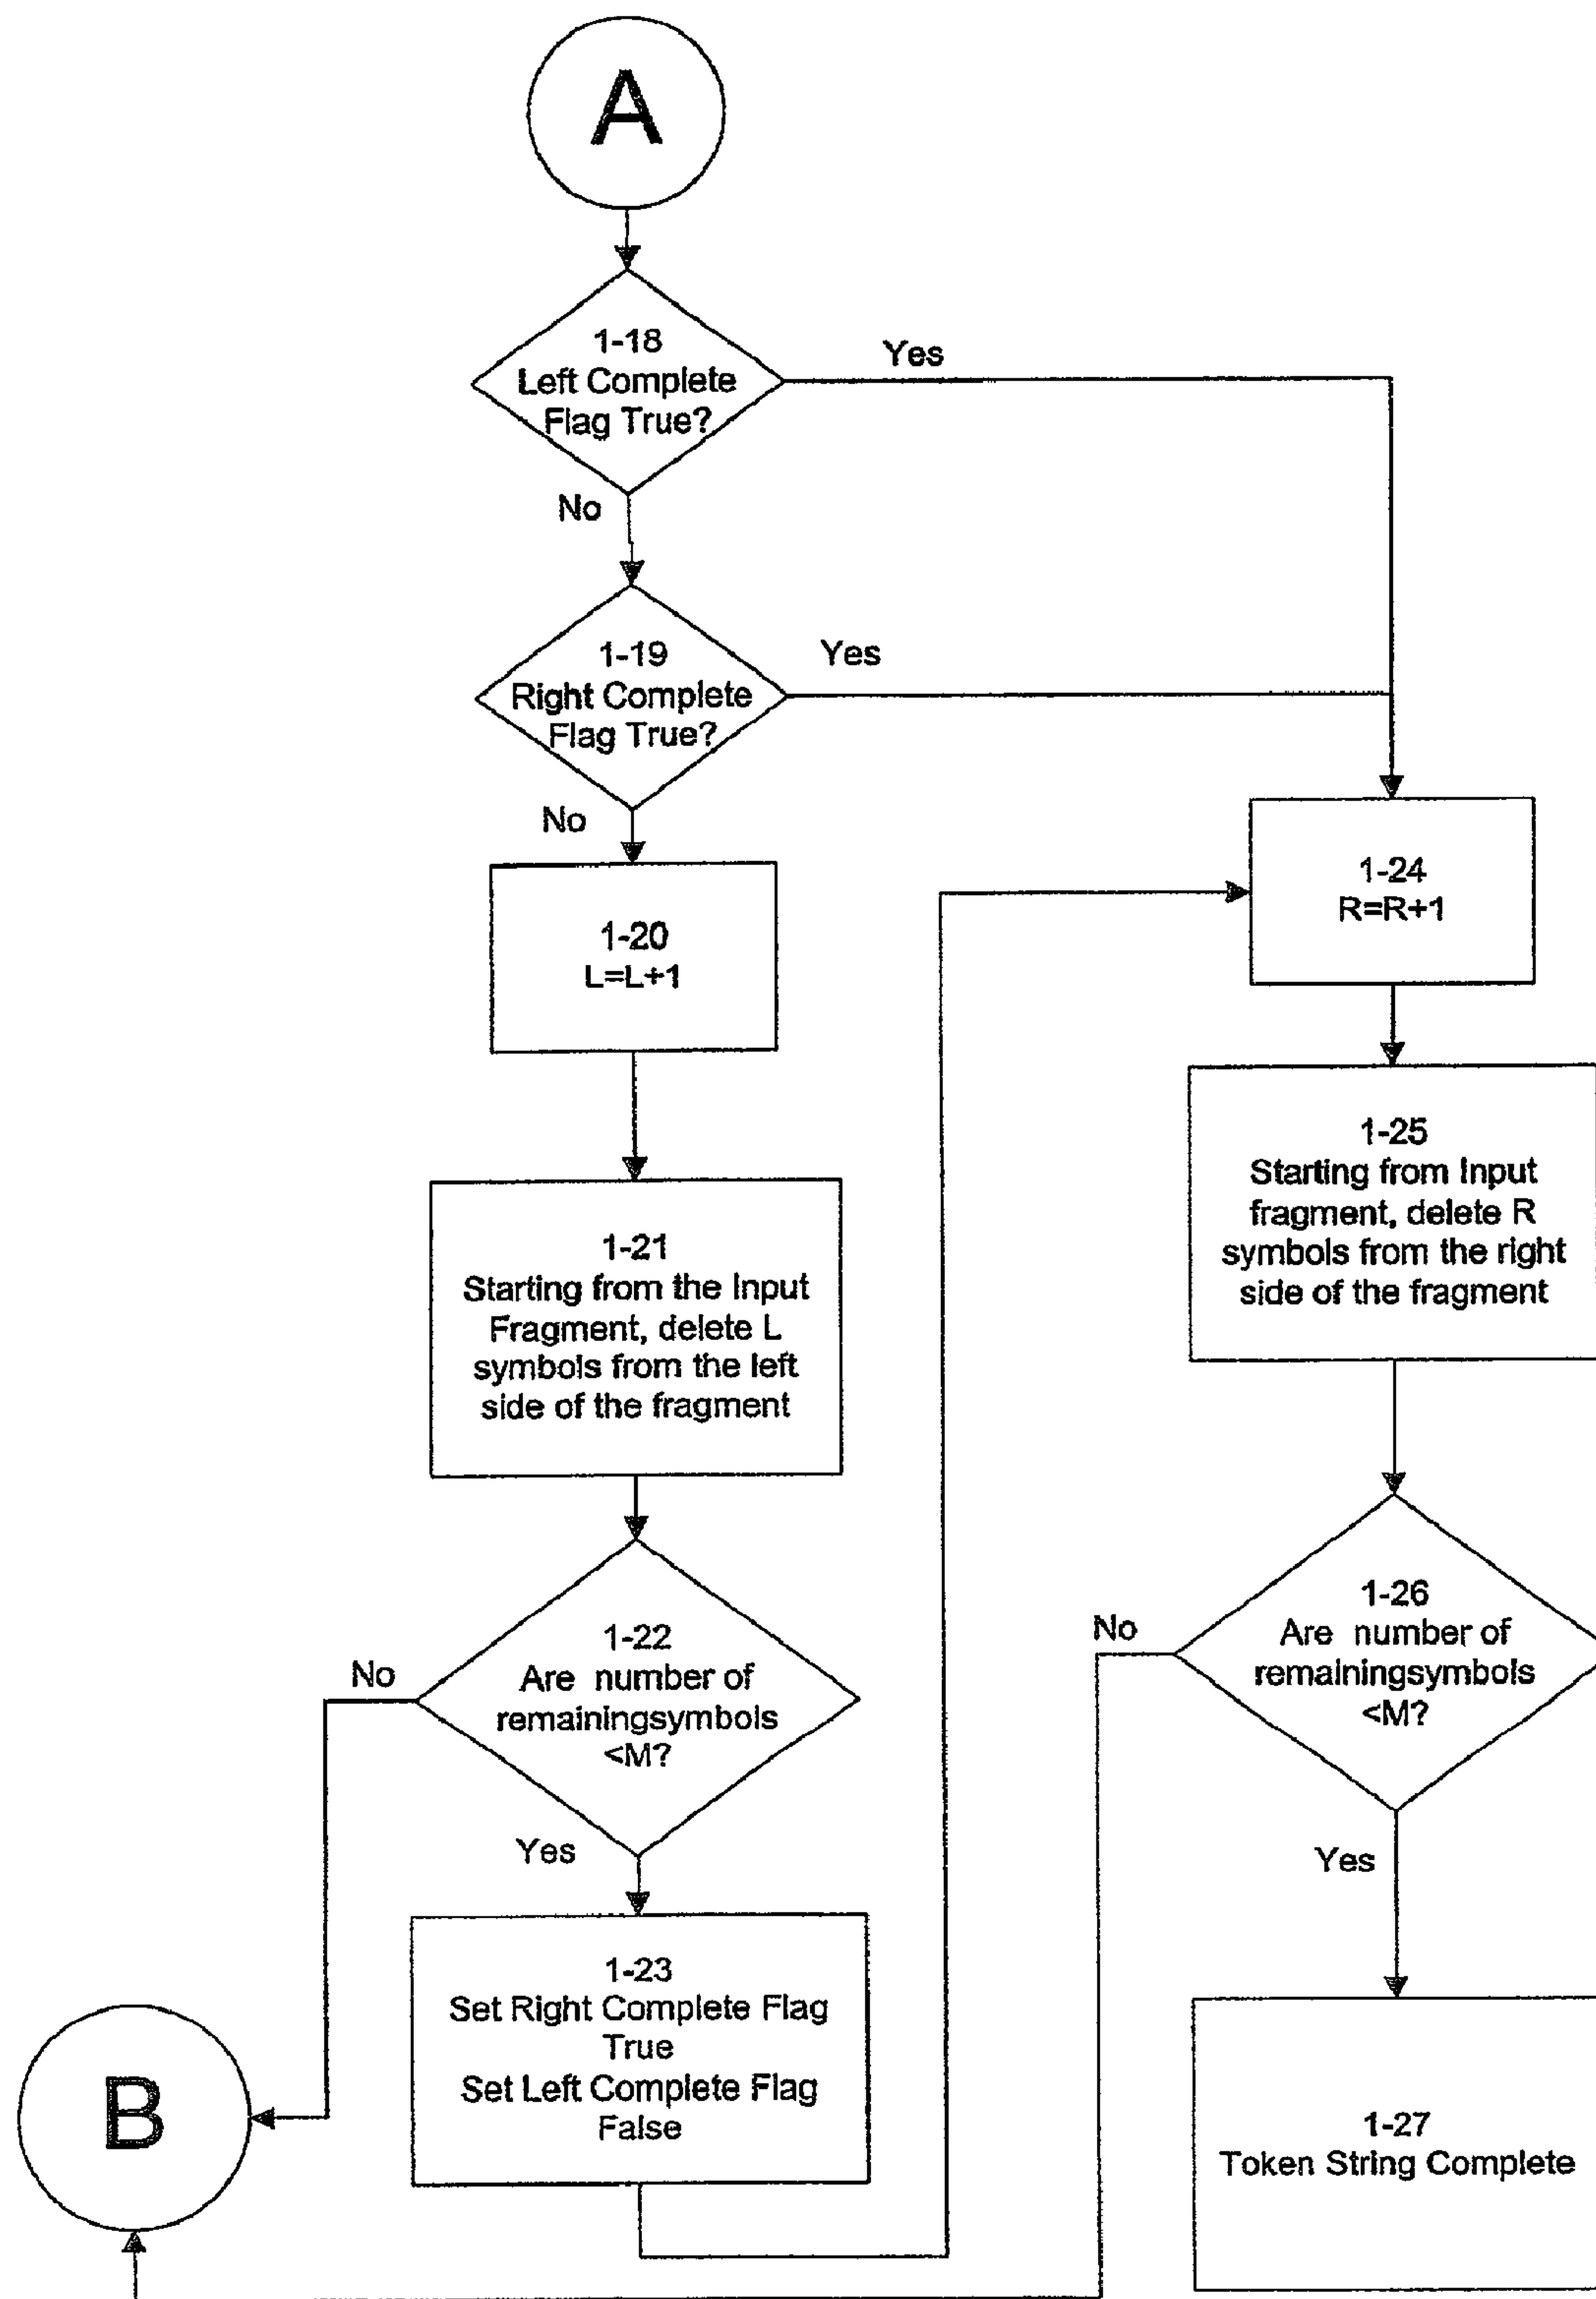 A
1-18
Left Complete
Flag True?
Yes
No
1-19
Right Complete
Flag True?
Yes
No
1-20
L=L+1
1-21
Starting from the Input
Fragment, delete L
symbols from the left
side of the fragment
1-22
Are number of
remainingsymbols
<M?
No
Yes
1-23
Set Right Complete Flag
True
Set Left Complete Flag
False
B
1-24
R=R+1
1-25
Starting from Input
fragment, delete R
symbols from the right
side of the fragment
1-26
Are number of
remainingsymbols
<M?
No
Yes
1-27
Token String Complete